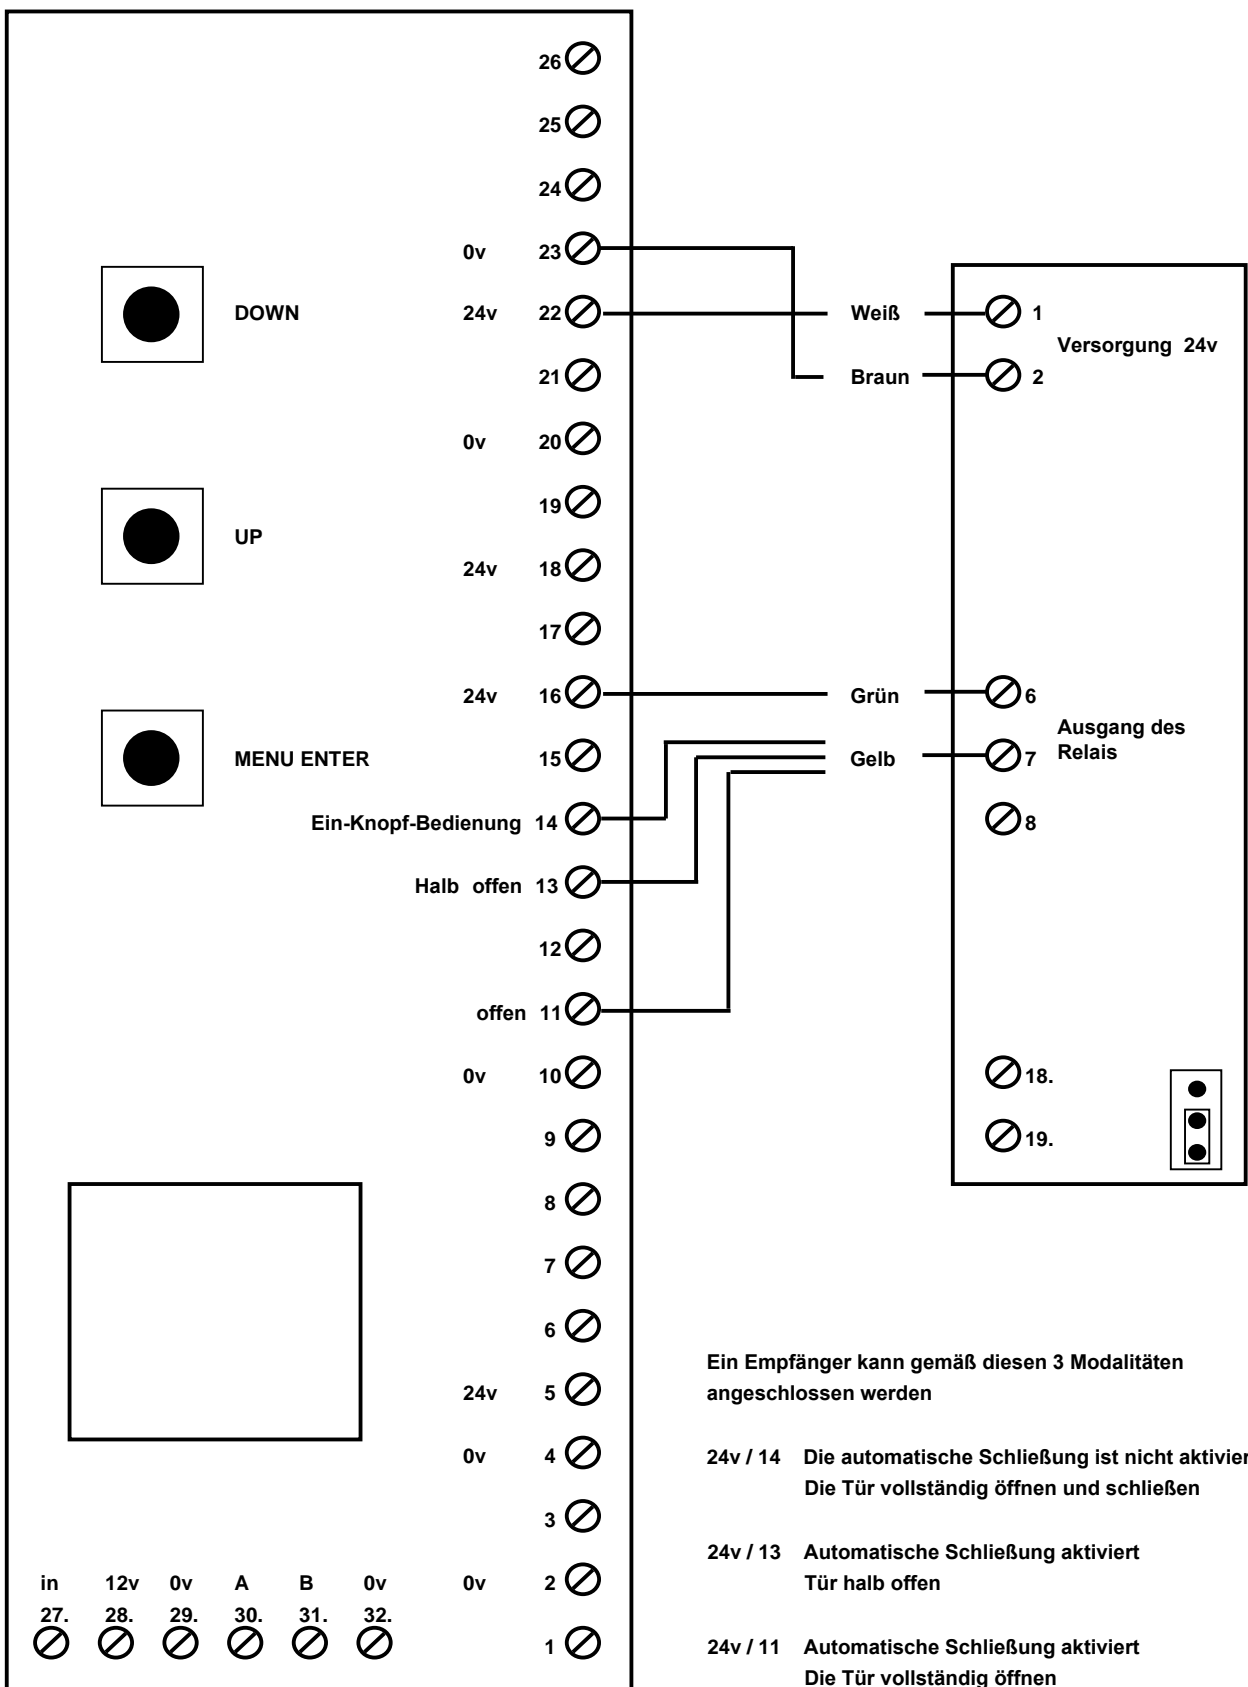 26
25
24
0v 23
DOWN 24v 22 Weiß 1
Versorgung 24v
21 Braun 2
0v 20
19
UP
24v 18
17
24v 16 Grün 6
Ausgang des
Relais
MENU ENTER 15 Gelb 7
Ein-Knopf-Bedienung 14 8
Halb offen 13
12
offen 11
0v 10 18.
9 19.
8
7
6
Ein Empfänger kann gemäß diesen 3 Modalitäten
angeschlossen werden
24v 5
0v 4
24v / 14 Die automatische Schließung ist nicht aktivier
Die Tür vollständig öffnen und schließen
3
24v / 13 Automatische Schließung aktiviert
Tür halb offen
in 12v 0v A B 0v 0v 2
27. 28. 29. 30. 31. 32.
1
24v / 11 Automatische Schließung aktiviert
Die Tür vollständig öffnen